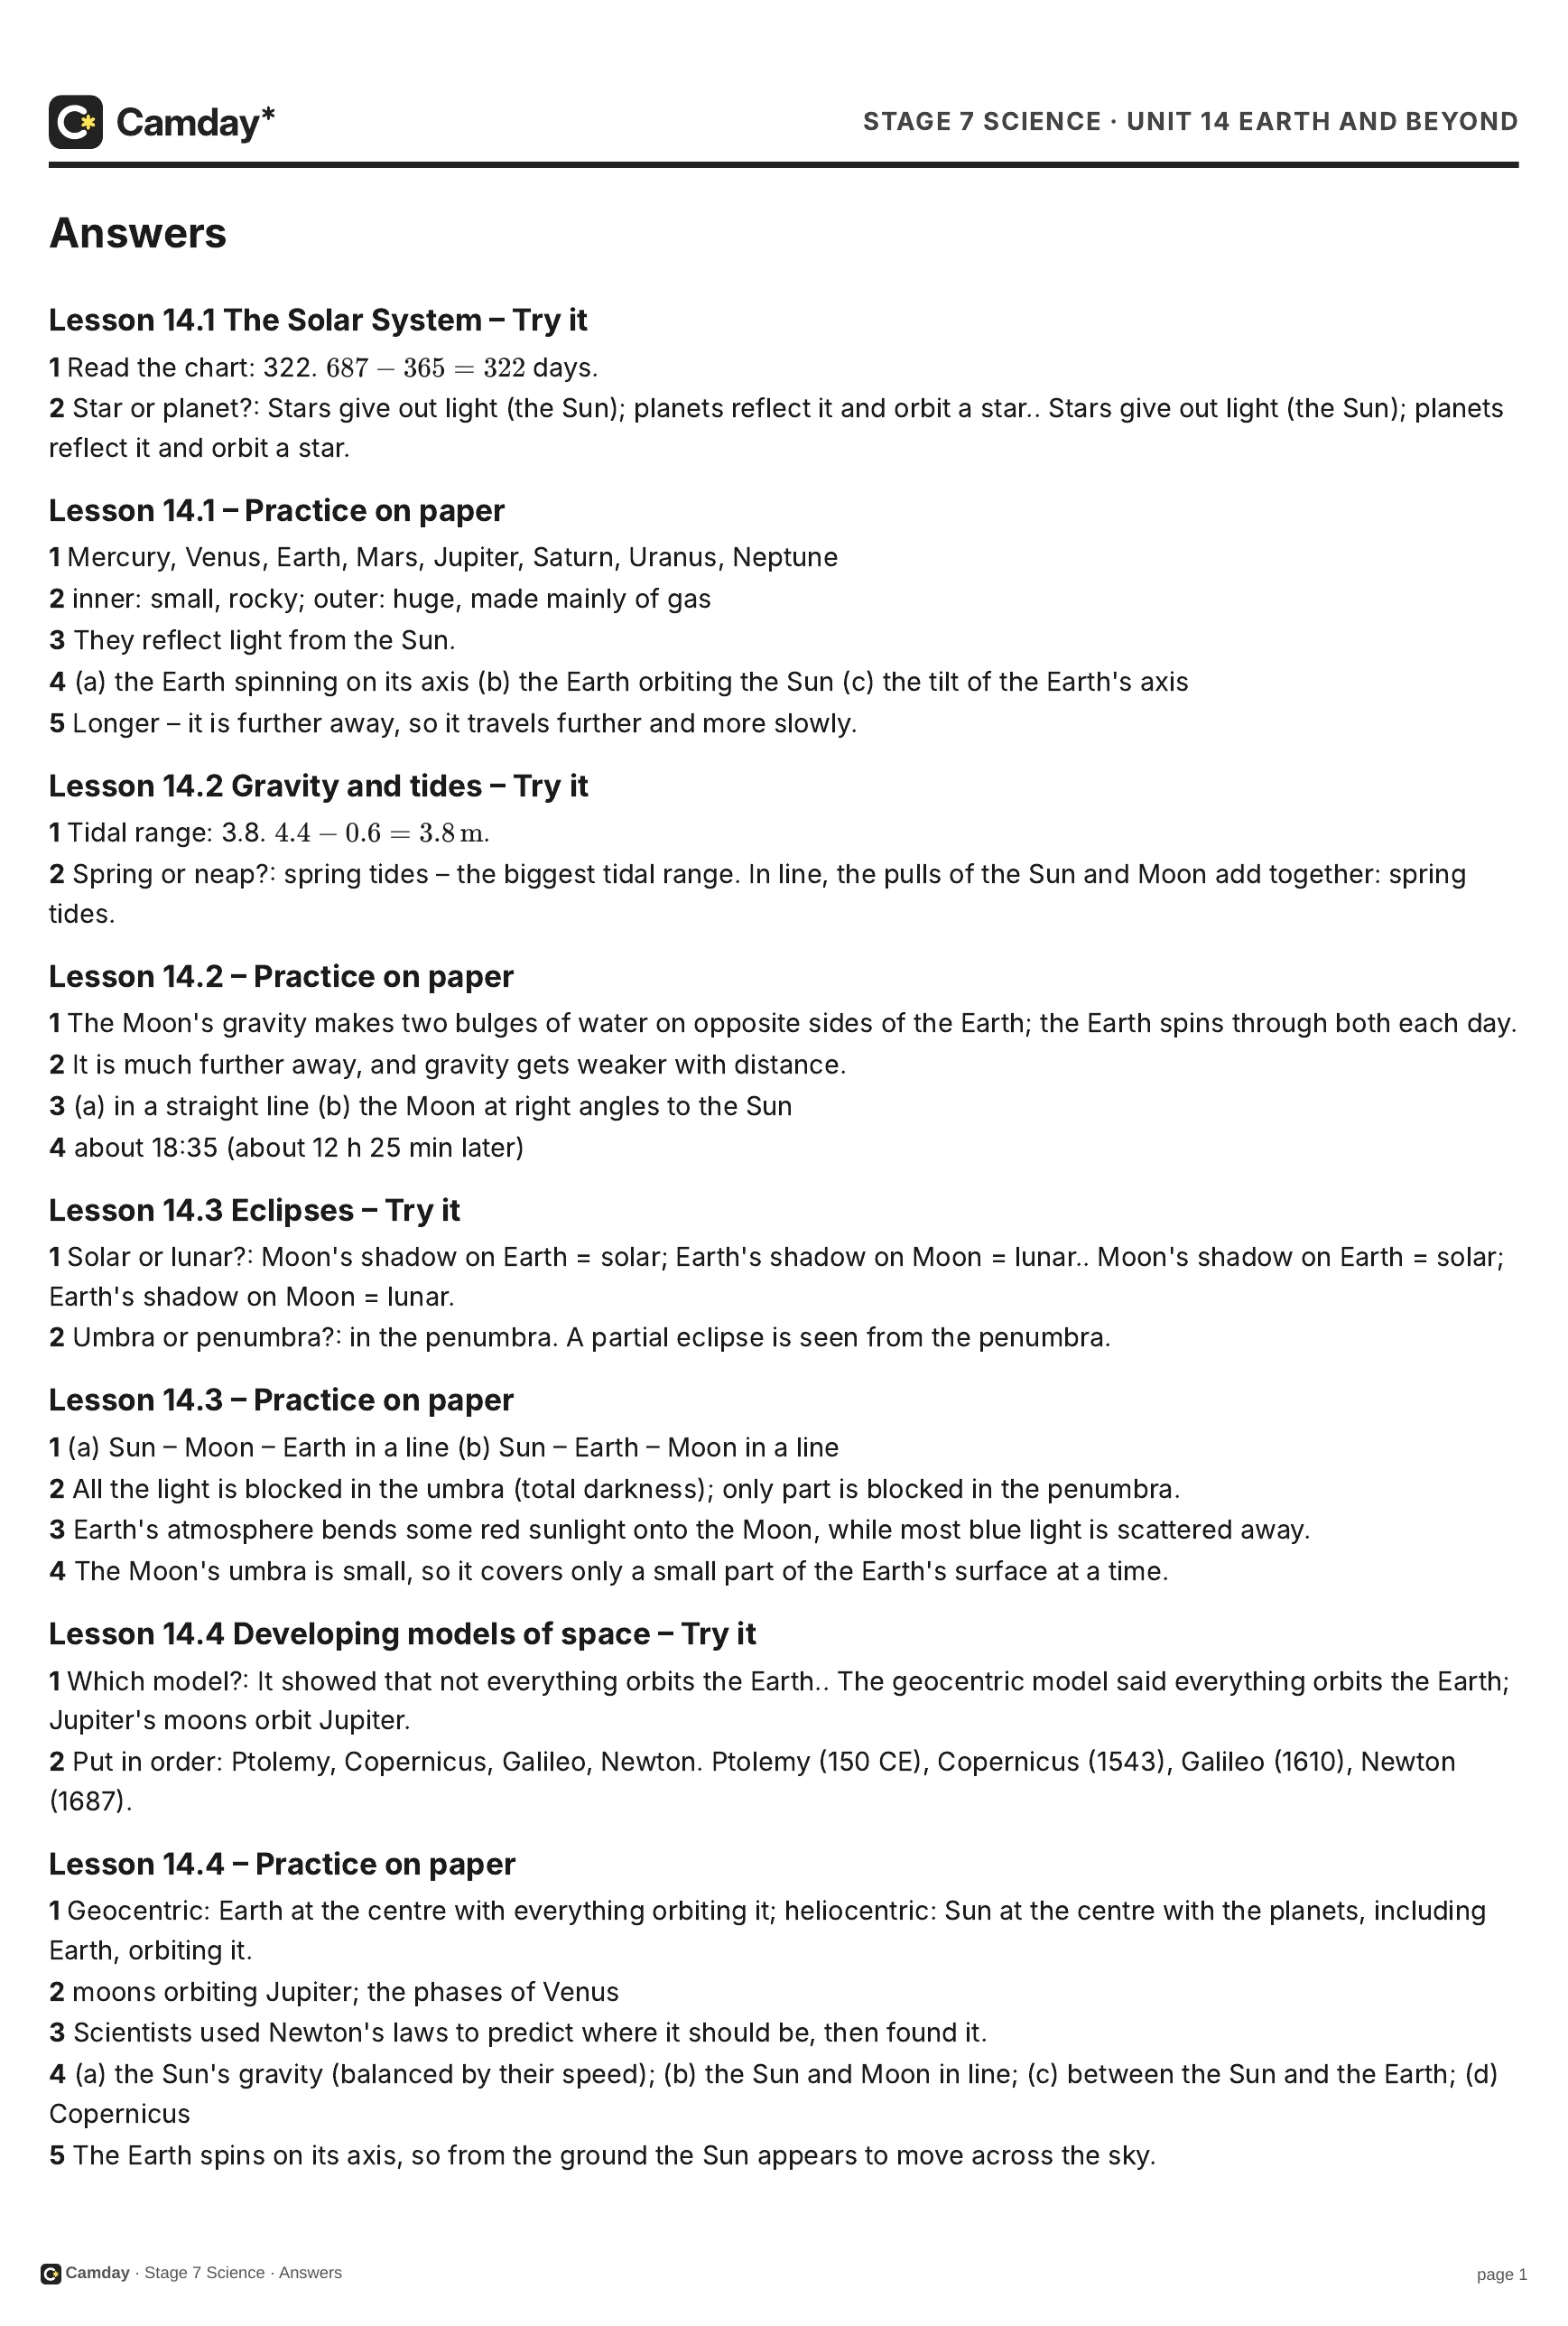 Camday*
STAGE 7 SCIENCE · UNIT 14 EARTH AND BEYOND
Answers
Lesson 14.1 The Solar System – Try it
1 Read the chart: 322. 687 − 365 = 322 days.
2 Star or planet?: Stars give out light (the Sun); planets reflect it and orbit a star.. Stars give out light (the Sun); planets
reflect it and orbit a star.
Lesson 14.1 – Practice on paper
1 Mercury, Venus, Earth, Mars, Jupiter, Saturn, Uranus, Neptune
2 inner: small, rocky; outer: huge, made mainly of gas
3 They reflect light from the Sun.
4 (a) the Earth spinning on its axis (b) the Earth orbiting the Sun (c) the tilt of the Earth's axis
5 Longer – it is further away, so it travels further and more slowly.
Lesson 14.2 Gravity and tides – Try it
1 Tidal range: 3.8. 4.4 − 0.6 = 3.8 m.
2 Spring or neap?: spring tides – the biggest tidal range. In line, the pulls of the Sun and Moon add together: spring
tides.
Lesson 14.2 – Practice on paper
1 The Moon's gravity makes two bulges of water on opposite sides of the Earth; the Earth spins through both each day.
2 It is much further away, and gravity gets weaker with distance.
3 (a) in a straight line (b) the Moon at right angles to the Sun
4 about 18:35 (about 12 h 25 min later)
Lesson 14.3 Eclipses – Try it
1 Solar or lunar?: Moon's shadow on Earth = solar; Earth's shadow on Moon = lunar.. Moon's shadow on Earth = solar;
Earth's shadow on Moon = lunar.
2 Umbra or penumbra?: in the penumbra. A partial eclipse is seen from the penumbra.
Lesson 14.3 – Practice on paper
1 (a) Sun – Moon – Earth in a line (b) Sun – Earth – Moon in a line
2 All the light is blocked in the umbra (total darkness); only part is blocked in the penumbra.
3 Earth's atmosphere bends some red sunlight onto the Moon, while most blue light is scattered away.
4 The Moon's umbra is small, so it covers only a small part of the Earth's surface at a time.
Lesson 14.4 Developing models of space – Try it
1 Which model?: It showed that not everything orbits the Earth.. The geocentric model said everything orbits the Earth;
Jupiter's moons orbit Jupiter.
2 Put in order: Ptolemy, Copernicus, Galileo, Newton. Ptolemy (150 CE), Copernicus (1543), Galileo (1610), Newton
(1687).
Lesson 14.4 – Practice on paper
1 Geocentric: Earth at the centre with everything orbiting it; heliocentric: Sun at the centre with the planets, including
Earth, orbiting it.
2 moons orbiting Jupiter; the phases of Venus
3 Scientists used Newton's laws to predict where it should be, then found it.
4 (a) the Sun's gravity (balanced by their speed); (b) the Sun and Moon in line; (c) between the Sun and the Earth; (d)
Copernicus
5 The Earth spins on its axis, so from the ground the Sun appears to move across the sky.
Camday · Stage 7 Science · Answers
page 1